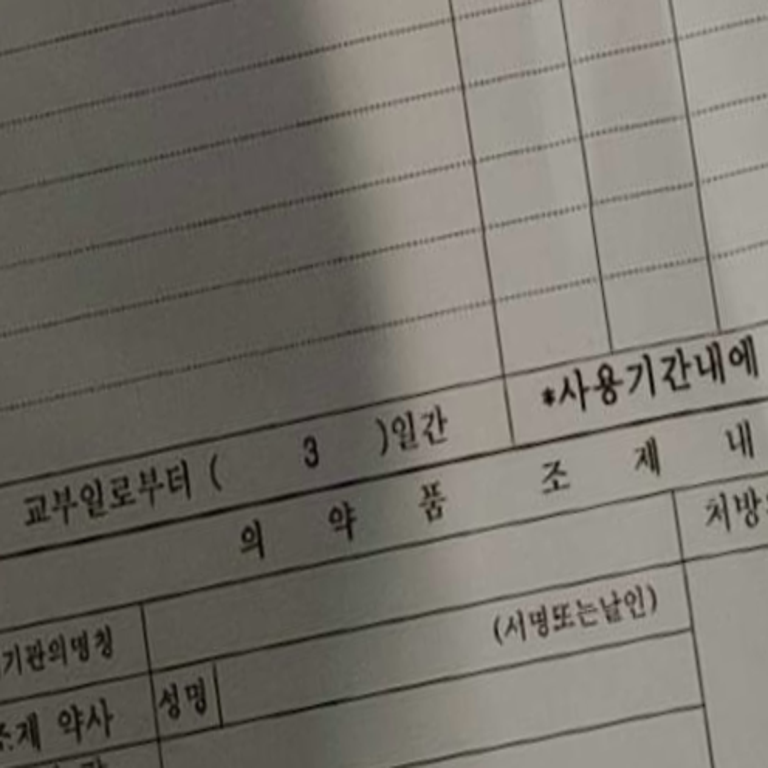 교부일로부터 ( 3 )일간 *사용기간내에
의 약 품 조 제 내
기관의명칭 처방
(서명또는날인)
조제 약사 성명